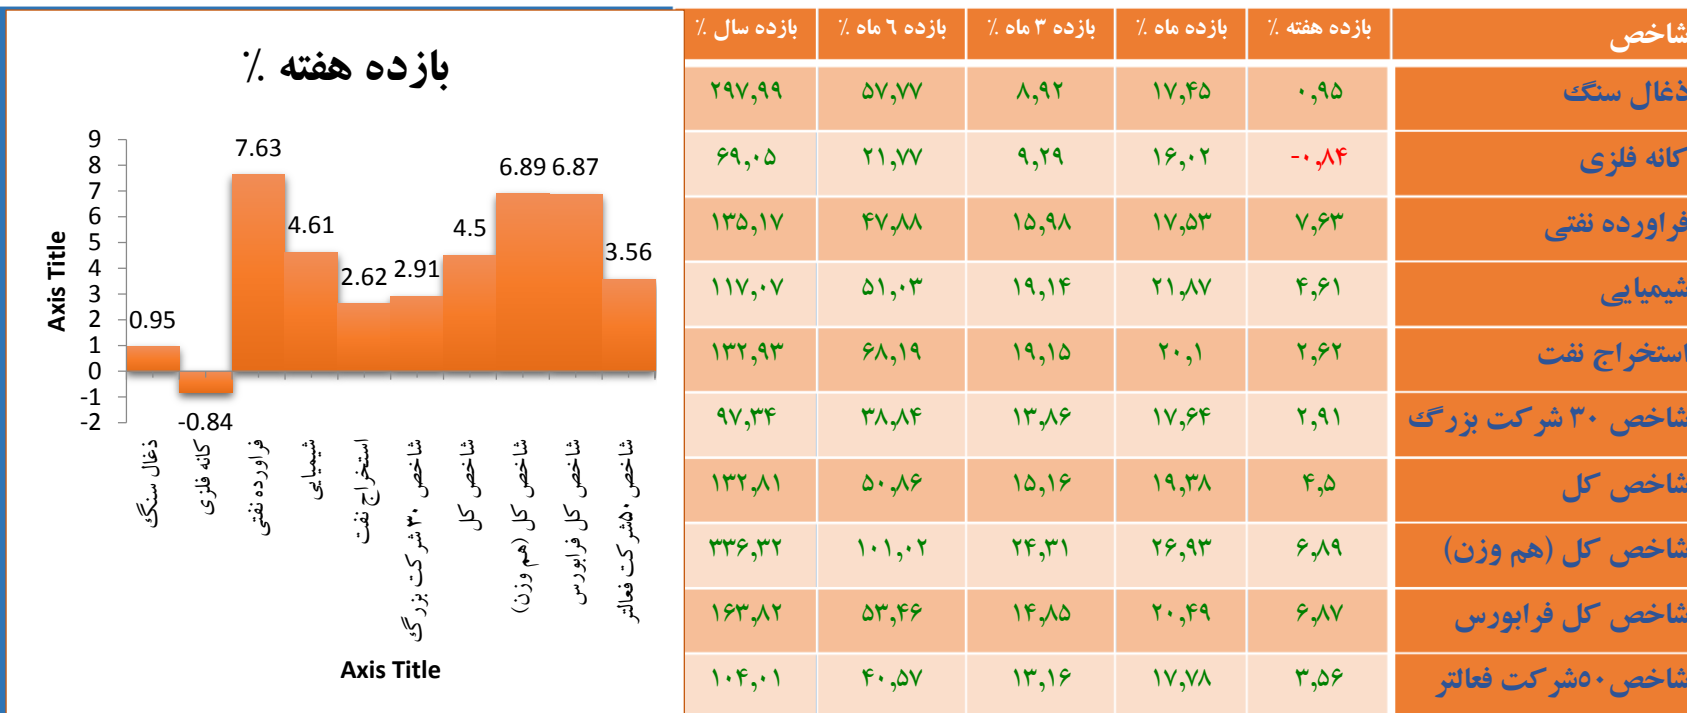 بازده هفته ٪
9
8
7
6
5
4
3
2
1
0
-1
-2
Axis Title
0.95
-0.84
7.63
4.61
2.62
2.91
4.5
6.89
6.87
3.56
ذغال سنگ
کانه فلزی
فراورده نفتی
شیمیایی
استخراج نفت
شاخص ۳۰ شرکت بزرگ
شاخص کل
شاخص کل (هم وزن)
شاخص کل فرابورس
شاخص ۵۰شرکت فعالتر
Axis Title
شاخص بازده هفته ٪ بازده ماه ٪ بازده ۳ ماه ٪ بازده ٦ ماه ٪ بازده سال ٪
ذغال سنگ ۰,۹۵ ۱۷,۴۵ ۸,۹۲ ۵۷,۷۷ ۲۹۷,۹۹
کانه فلزی -۰,۸۴ ۱۶,۰۲ ۹,۲۹ ۲۱,۷۷ ۶۹,۰۵
فراورده نفتی ۷,۶۳ ۱۷,۵۳ ۱۵,۹۸ ۴۷,۸۸ ۱۳۵,۱۷
شیمیایی ۴,۶۱ ۲۱,۸۷ ۱۹,۱۴ ۵۱,۰۳ ۱۱۷,۰۷
استخراج نفت ۲,۶۲ ۲۰,۱ ۱۹,۱۵ ۶۸,۱۹ ۱۳۲,۹۳
شاخص ۳۰ شرکت بزرگ ۲,۹۱ ۱۷,۶۴ ۱۳,۸۶ ۳۸,۸۴ ۹۷,۳۴
شاخص کل ۴,۵ ۱۹,۳۸ ۱۵,۱۶ ۵۰,۸۶ ۱۳۲,۸۱
شاخص کل (هم وزن) ۶,۸۹ ۲۶,۹۳ ۲۴,۳۱ ۱۰۱,۰۲ ۳۳۶,۳۲
شاخص کل فرابورس ۶,۸۷ ۲۰,۴۹ ۱۴,۸۵ ۵۳,۴۶ ۱۶۳,۸۲
شاخص ۵۰شرکت فعالتر ۳,۵۶ ۱۷,۷۸ ۱۳,۱۶ ۴۰,۵۷ ۱۰۴,۰۱